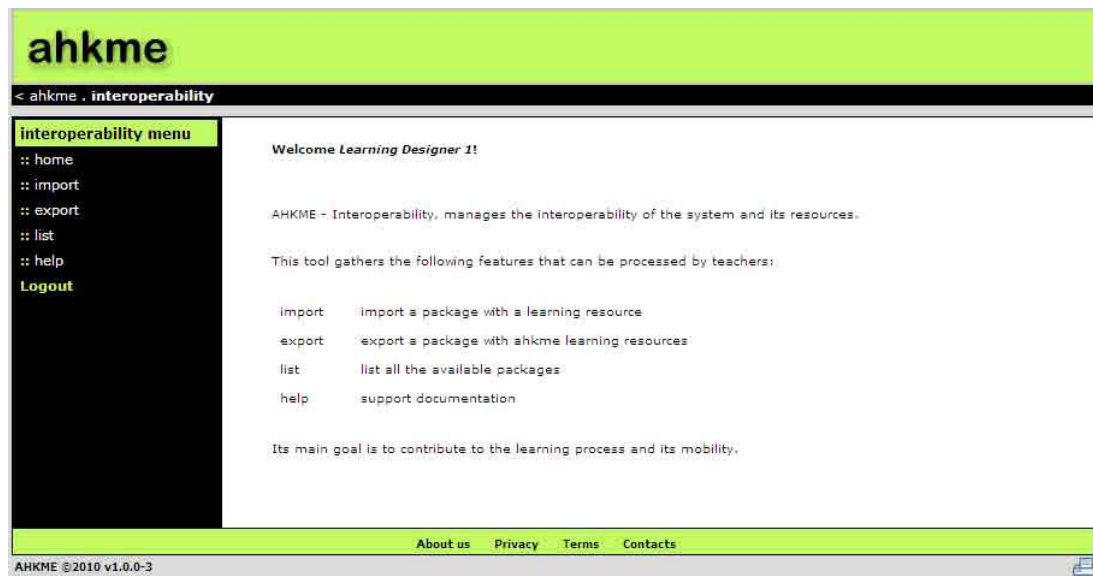 ahkme
< ahkme . interoperability
interoperability menu
:: home
:: import
:: export
:: list
:: help
Logout
Welcome Learning Designer 1!
AHKME - Interoperability, manages the interoperability of the system and its resources.
This tool gathers the following features that can be processed by teachers:
import import a package with a learning resource
export export a package with ahkme learning resources
list list all the available packages
help support documentation
Its main goal is to contribute to the learning process and its mobility.
About us Privacy Terms Contacts
AHKME ©2010 v1.0.0-3